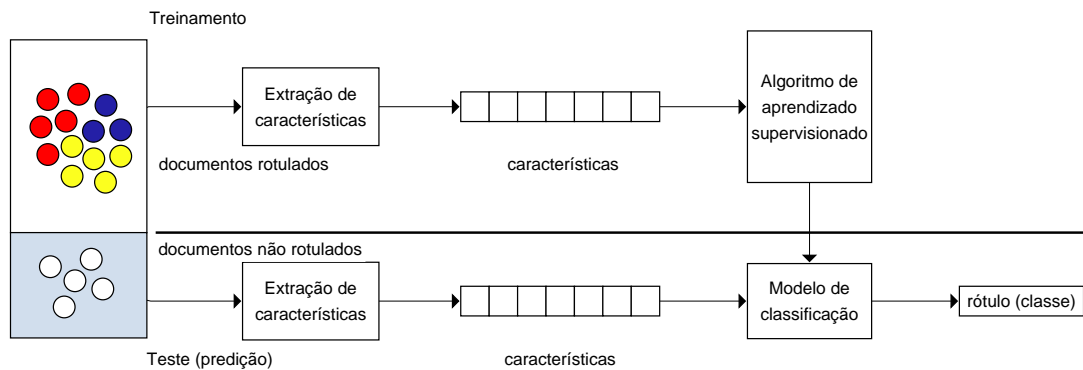 Treinamento
Extração de
características
Algoritmo de
aprendizado
supervisionado
documentos rotulados
características
documentos não rotulados
Extração de
características
Modelo de
classificação
rótulo (classe)
Teste (predição)
características